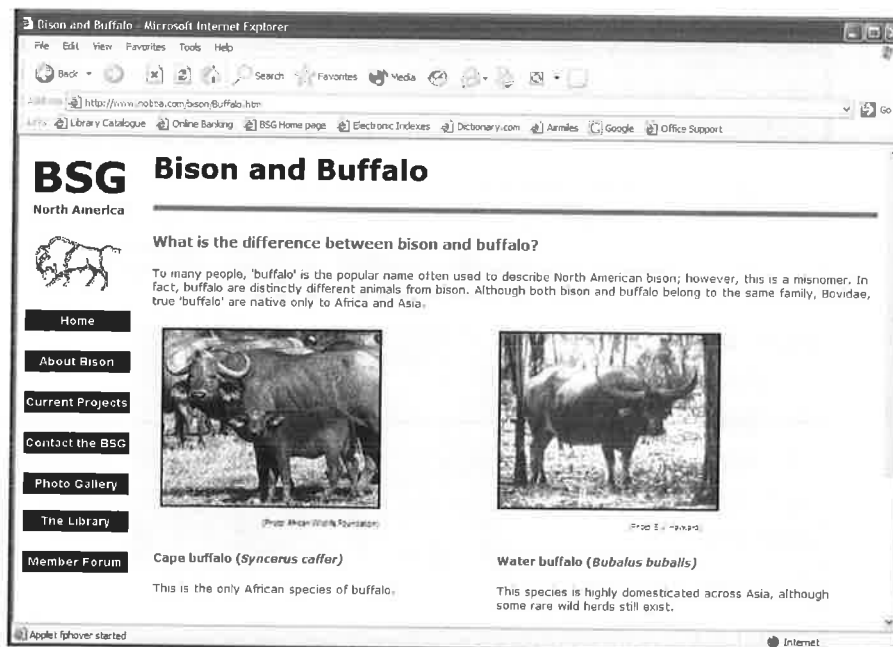 Bison and Buffalo - Microsoft Internet Explorer
File Edit View Favorites Tools Help
Back Search Favorites Media
http://www.notitia.com/bison/Buffalo.htm Go
Library Catalogue Online Banking BSG Home page Electronic Indexes Dictionary.com Airmiles Google Office Support
BSG
North America
Home
About Bison
Current Projects
Contact the BSG
Photo Gallery
The Library
Member Forum
Bison and Buffalo
What is the difference between bison and buffalo?
To many people, 'buffalo' is the popular name often used to describe North American bison; however, this is a misnomer. In
fact, buffalo are distinctly different animals from bison. Although both bison and buffalo belong to the same family, Bovidae,
true 'buffalo' are native only to Africa and Asia.
(Photo African Wildlife Foundation)
Cape buffalo (Syncerus caffer)
This is the only African species of buffalo.
Water buffalo (Bubalus bubalis)
This species is highly domesticated across Asia, although
some rare wild herds still exist.
Applet fphover started
Internet